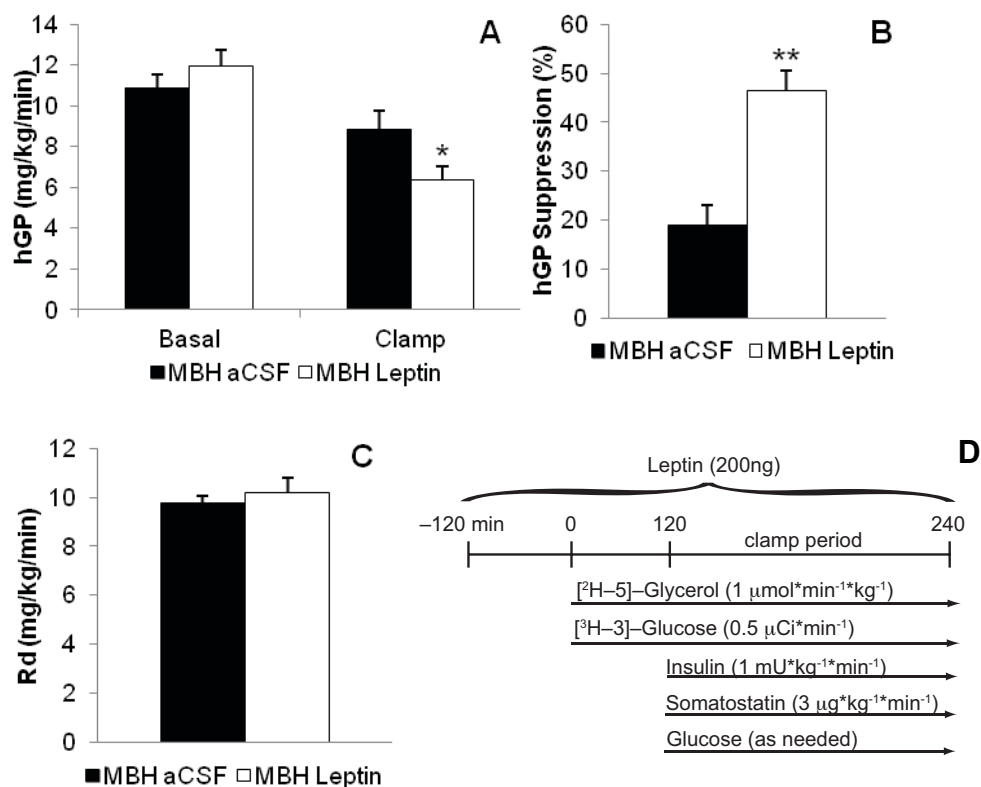 A
hGP (mg/kg/min)
14
12
10
8
6
4
2
0
*
Basal Clamp
■MBH aCSF □MBH Leptin
B
hGP Suppression (%)
60
50
40
30
20
10
0
**
■MBH aCSF □MBH Leptin
C
Rd (mg/kg/min)
12
10
8
6
4
2
0
■MBH aCSF □MBH Leptin
D
Leptin (200ng)
–120 min 0 120 240
clamp period
[²H–5]–Glycerol (1 μmol*min⁻¹*kg⁻¹)
[³H–3]–Glucose (0.5 μCi*min⁻¹)
Insulin (1 mU*kg⁻¹*min⁻¹)
Somatostatin (3 μg*kg⁻¹*min⁻¹)
Glucose (as needed)